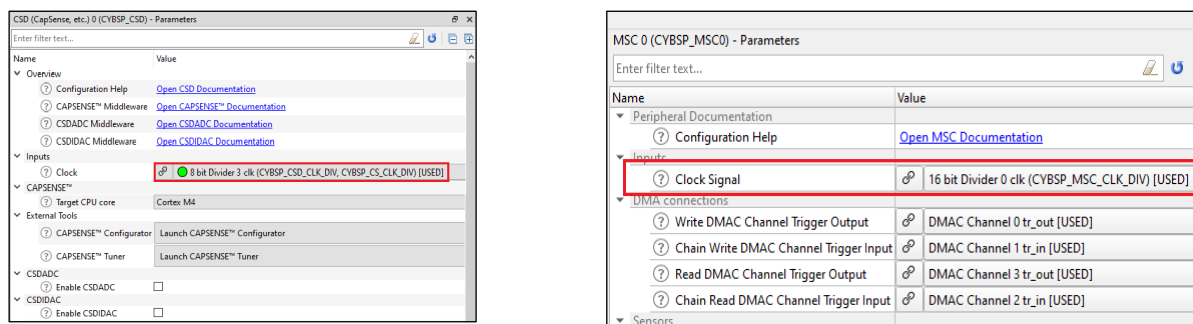 CSD (CapSense, etc.) 0 (CYBSP_CSD) - Parameters
Enter filter text...
Name Value
Overview
Configuration Help Open CSD Documentation
CAPSENSE™ Middleware Open CAPSENSE™ Documentation
CSDADC Middleware Open CSDADC Documentation
CSDIDAC Middleware Open CSDIDAC Documentation
Inputs
Clock 8 bit Divider 3 clk (CYBSP_CSD_CLK_DIV, CYBSP_CS_CLK_DIV) [USED]
CAPSENSE™
Target CPU core Cortex M4
External Tools
CAPSENSE™ Configurator Launch CAPSENSE™ Configurator
CAPSENSE™ Tuner Launch CAPSENSE™ Tuner
CSDADC
Enable CSDADC
CSDIDAC
Enable CSDIDAC
MSC 0 (CYBSP_MSC0) - Parameters
Enter filter text...
Name Value
Peripheral Documentation
Configuration Help Open MSC Documentation
Inputs
Clock Signal 16 bit Divider 0 clk (CYBSP_MSC_CLK_DIV) [USED]
DMA connections
Write DMAC Channel Trigger Output DMAC Channel 0 tr_out [USED]
Chain Write DMAC Channel Trigger Input DMAC Channel 1 tr_in [USED]
Read DMAC Channel Trigger Output DMAC Channel 3 tr_out [USED]
Chain Read DMAC Channel Trigger Input DMAC Channel 2 tr_in [USED]
Sensors